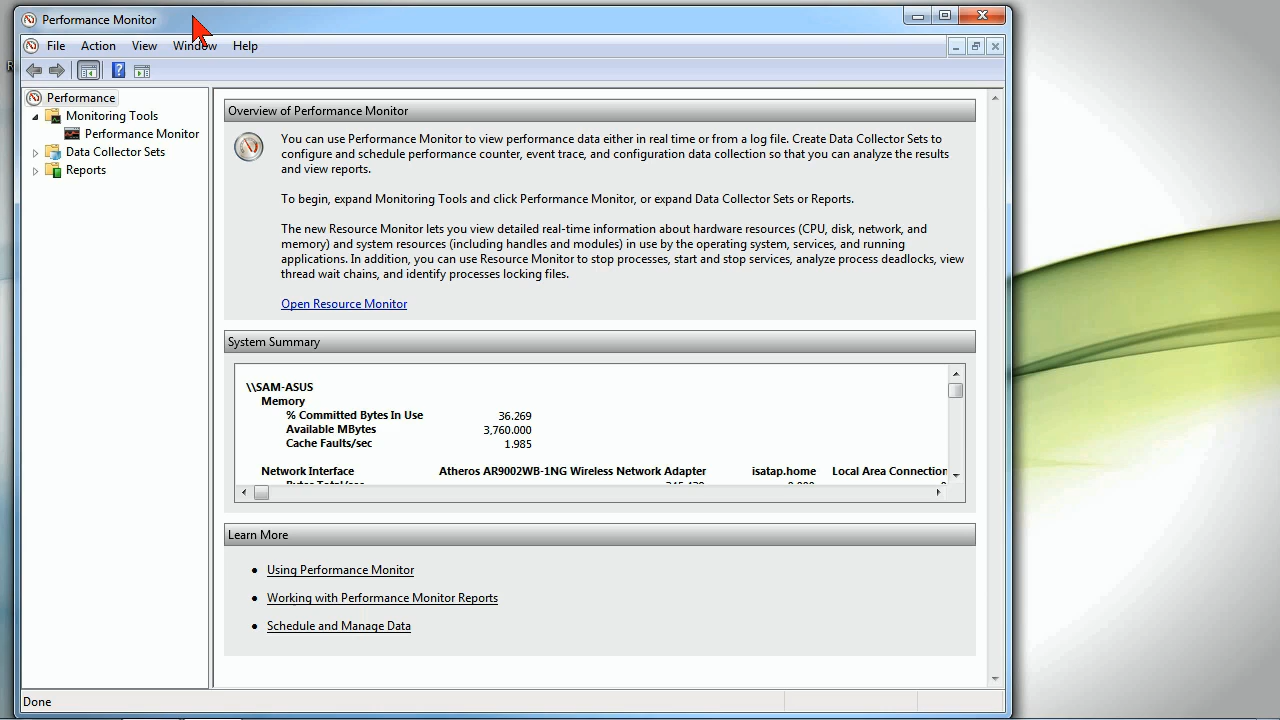 Performance Monitor
File Action View Window Help
Performance
Monitoring Tools
Performance Monitor
Data Collector Sets
Reports
Overview of Performance Monitor
You can use Performance Monitor to view performance data either in real time or from a log file. Create Data Collector Sets to
configure and schedule performance counter, event trace, and configuration data collection so that you can analyze the results
and view reports.
To begin, expand Monitoring Tools and click Performance Monitor, or expand Data Collector Sets or Reports.
The new Resource Monitor lets you view detailed real-time information about hardware resources (CPU, disk, network, and
memory) and system resources (including handles and modules) in use by the operating system, services, and running
applications. In addition, you can use Resource Monitor to stop processes, start and stop services, analyze process deadlocks, view
thread wait chains, and identify processes locking files.
Open Resource Monitor
System Summary
\\SAM-ASUS
Memory
% Committed Bytes In Use 36.269
Available MBytes 3,760.000
Cache Faults/sec 1.985
Network Interface Atheros AR9002WB-1NG Wireless Network Adapter isatap.home Local Area Connection
Bytes Total/sec
Learn More
Using Performance Monitor
Working with Performance Monitor Reports
Schedule and Manage Data
Done